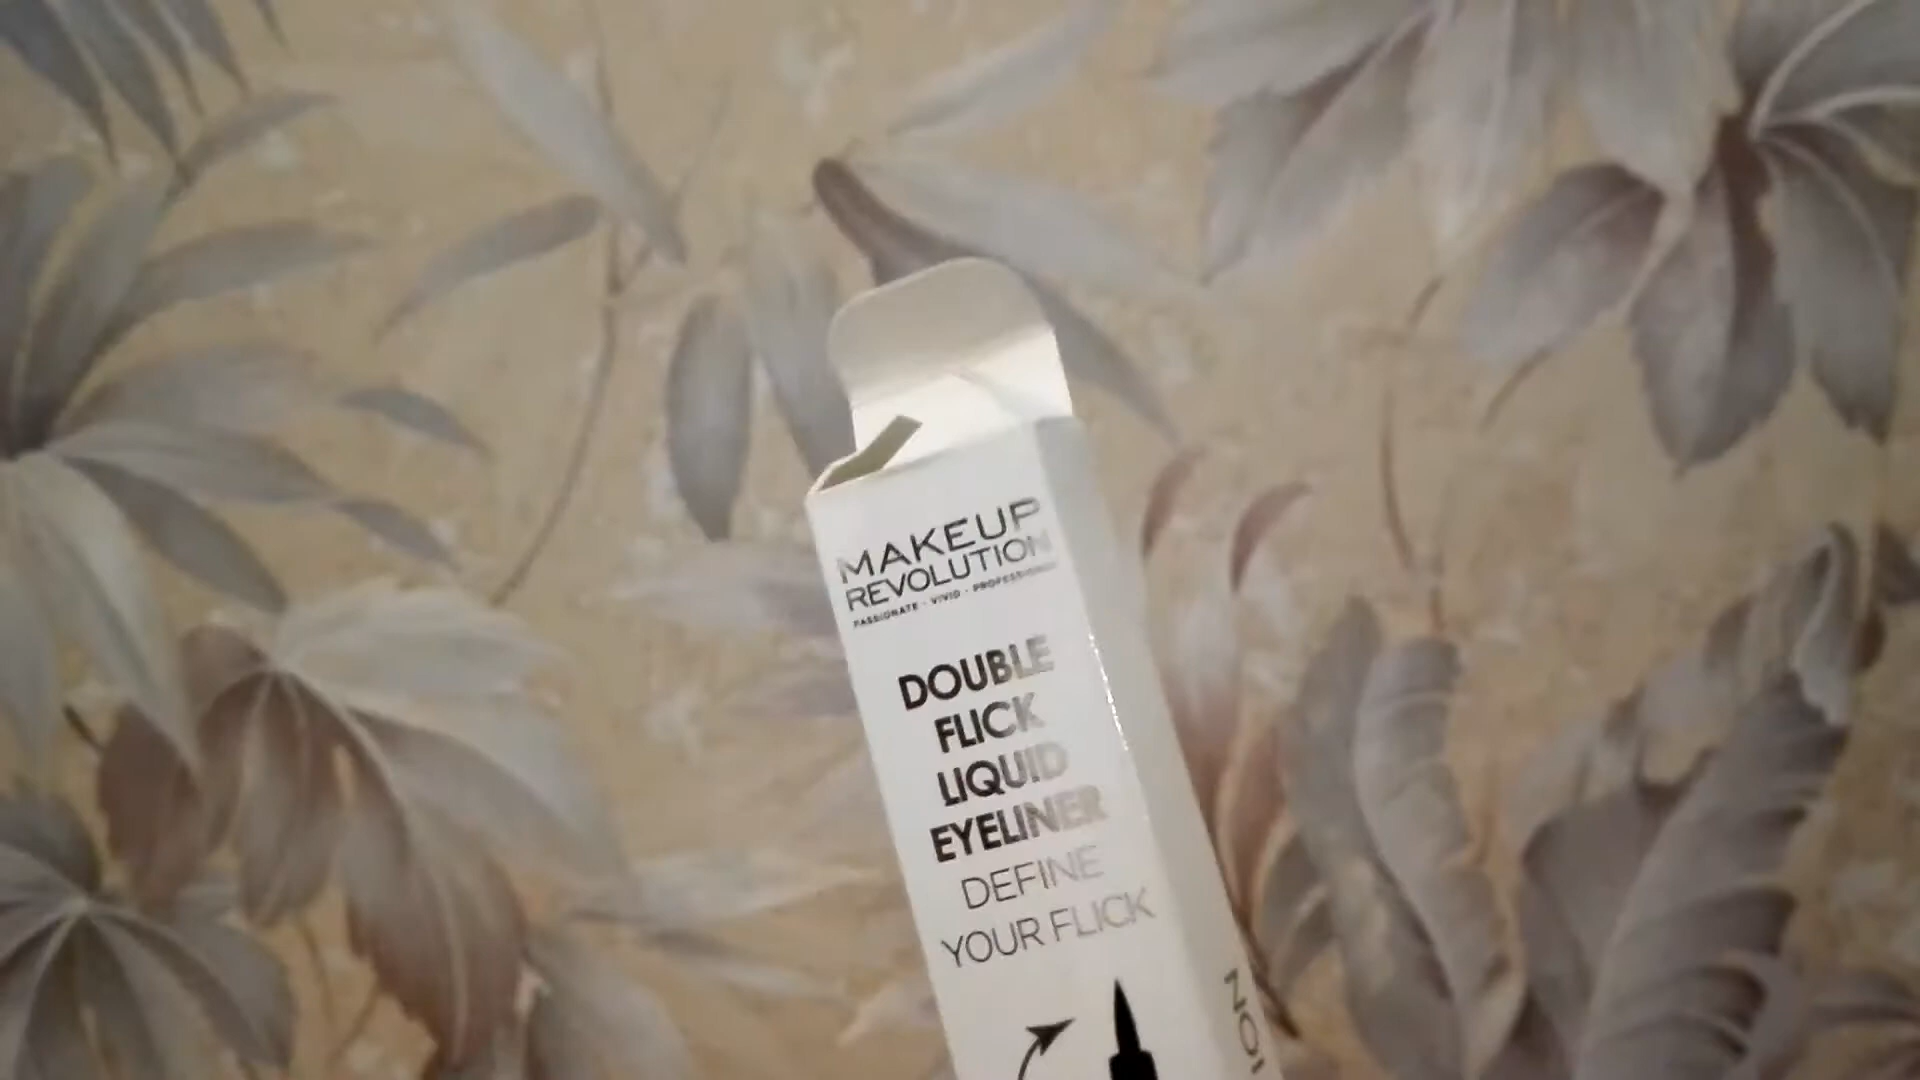 MAKEUP
REVOLUTION
PASSIONATE · VIVID · PROFESSIONAL
DOUBLE
FLICK
LIQUID
EYELINER
DEFINE
YOUR FLICK